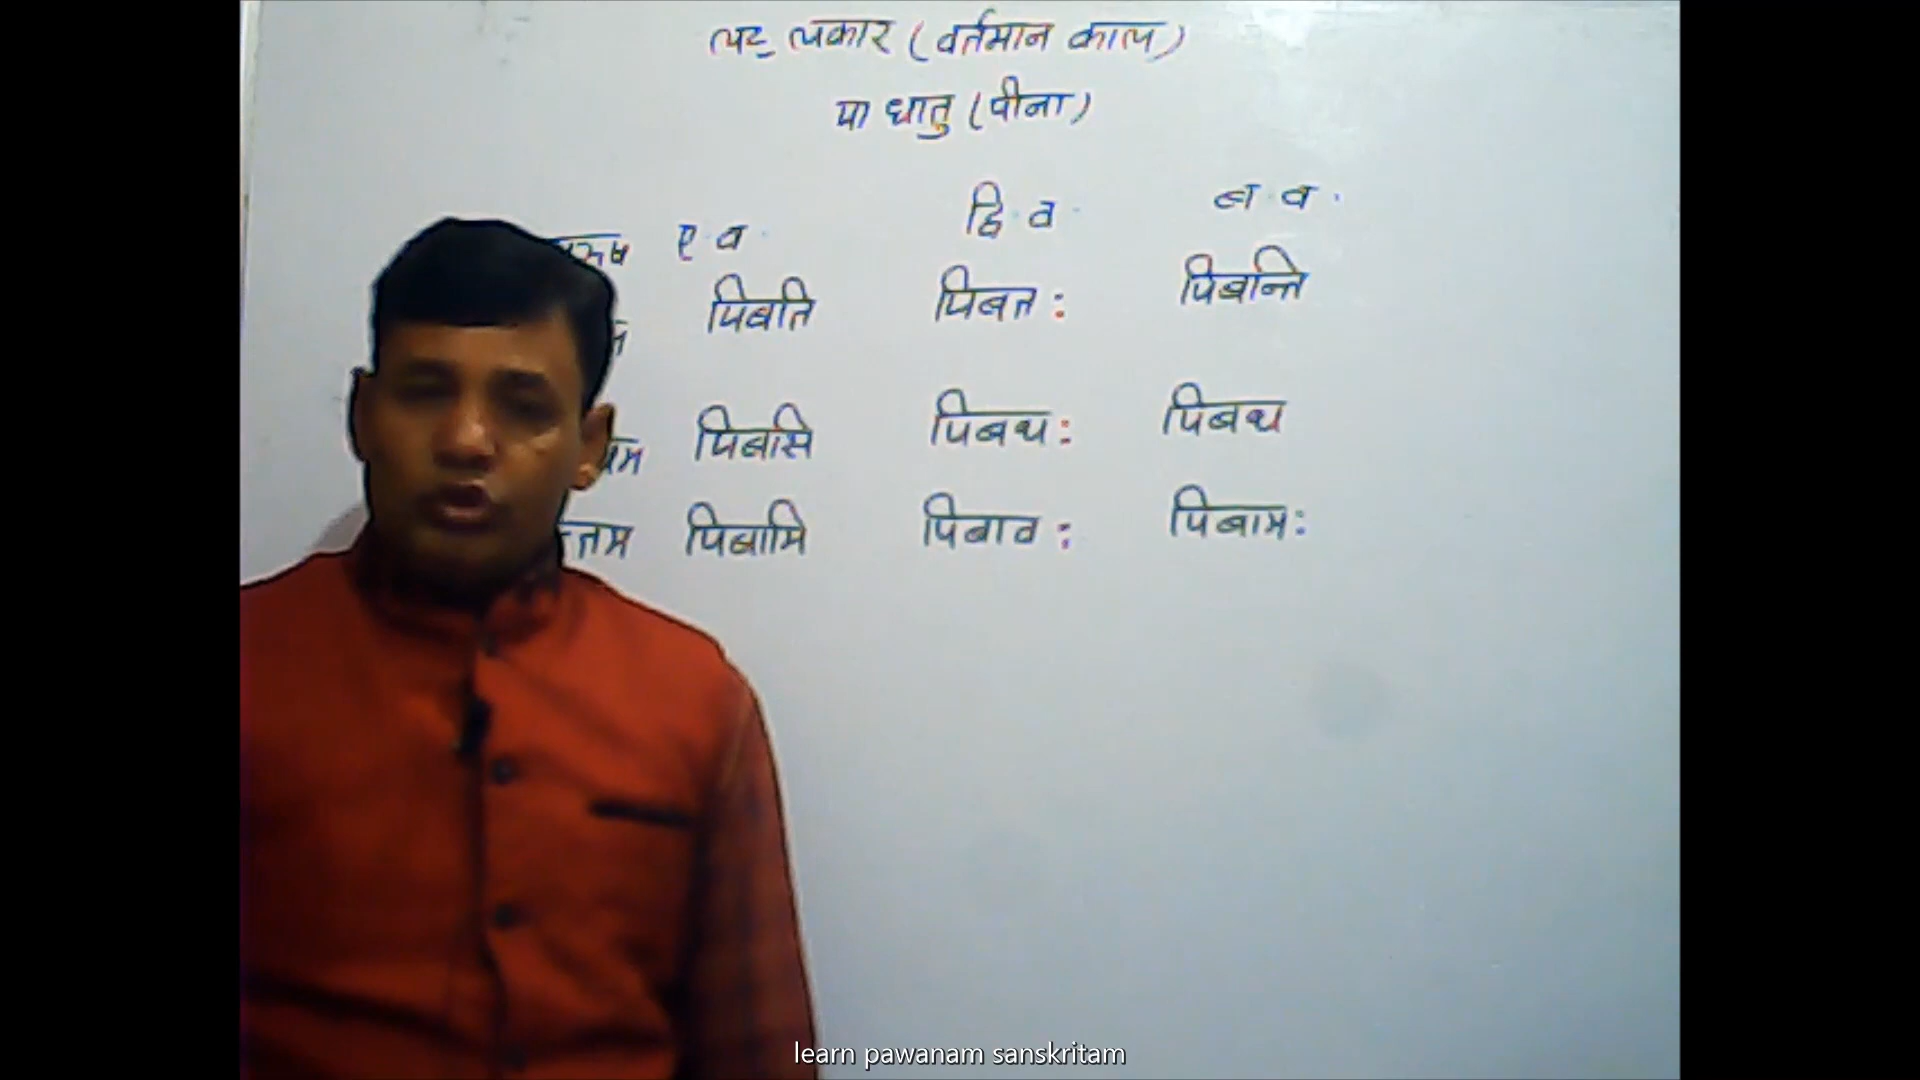 लट् लकार (वर्तमान काल)
पा धातु (पीना)
ए व द्वि. व. ब. व.
पिबति पिबतः पिबन्ति
पिबसि पिबथः पिबथ
पिबामि पिबावः पिबामः
learn pawanam sanskritam